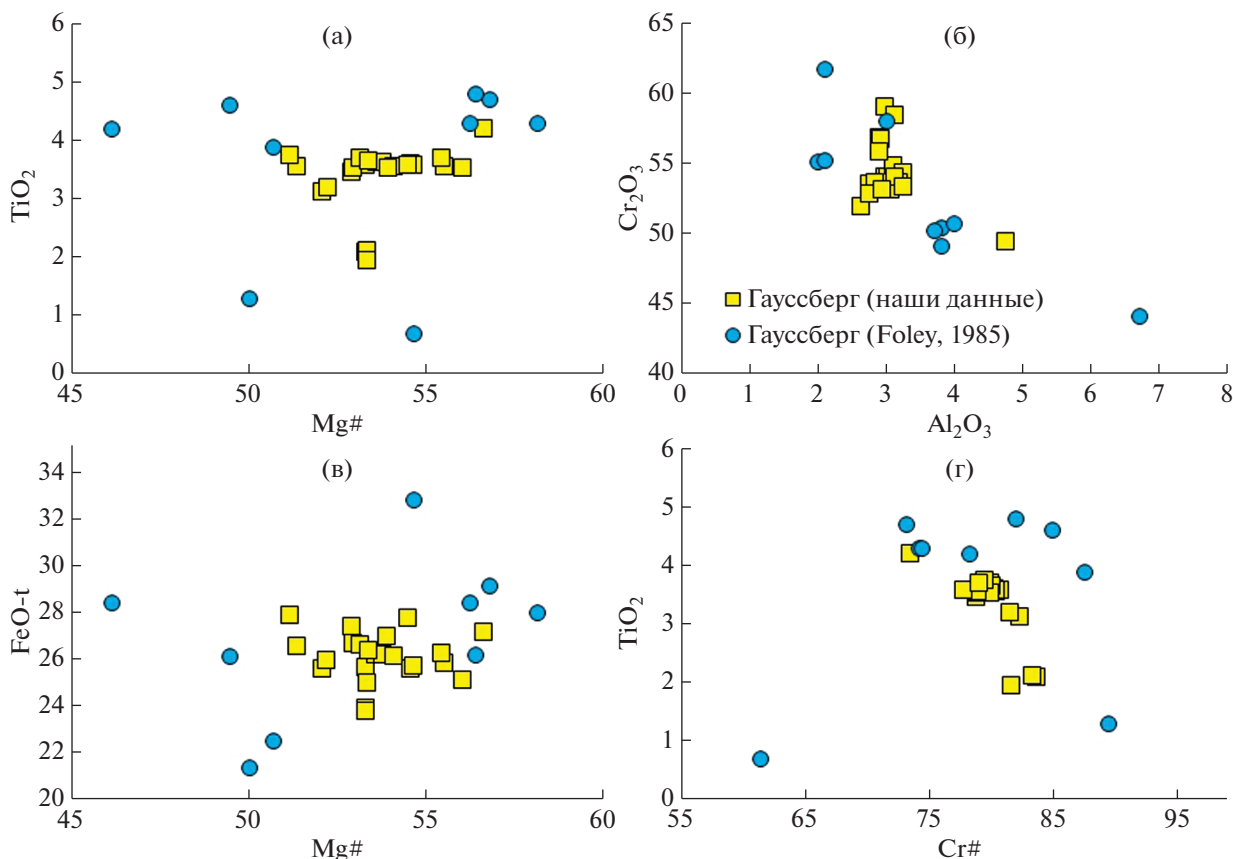 (а)
6
5
4
3
2
1
0
TiO2
45 50 55 60
Mg#
(б)
65
60
55
50
45
40
Cr2O3
Гауссберг (наши данные)
Гауссберг (Foley, 1985)
0 1 2 3 4 5 6 7 8
Al2O3
(в)
34
32
30
28
26
24
22
20
FeO-t
45 50 55 60
Mg#
(г)
6
5
4
3
2
1
0
TiO2
55 65 75 85 95
Cr#